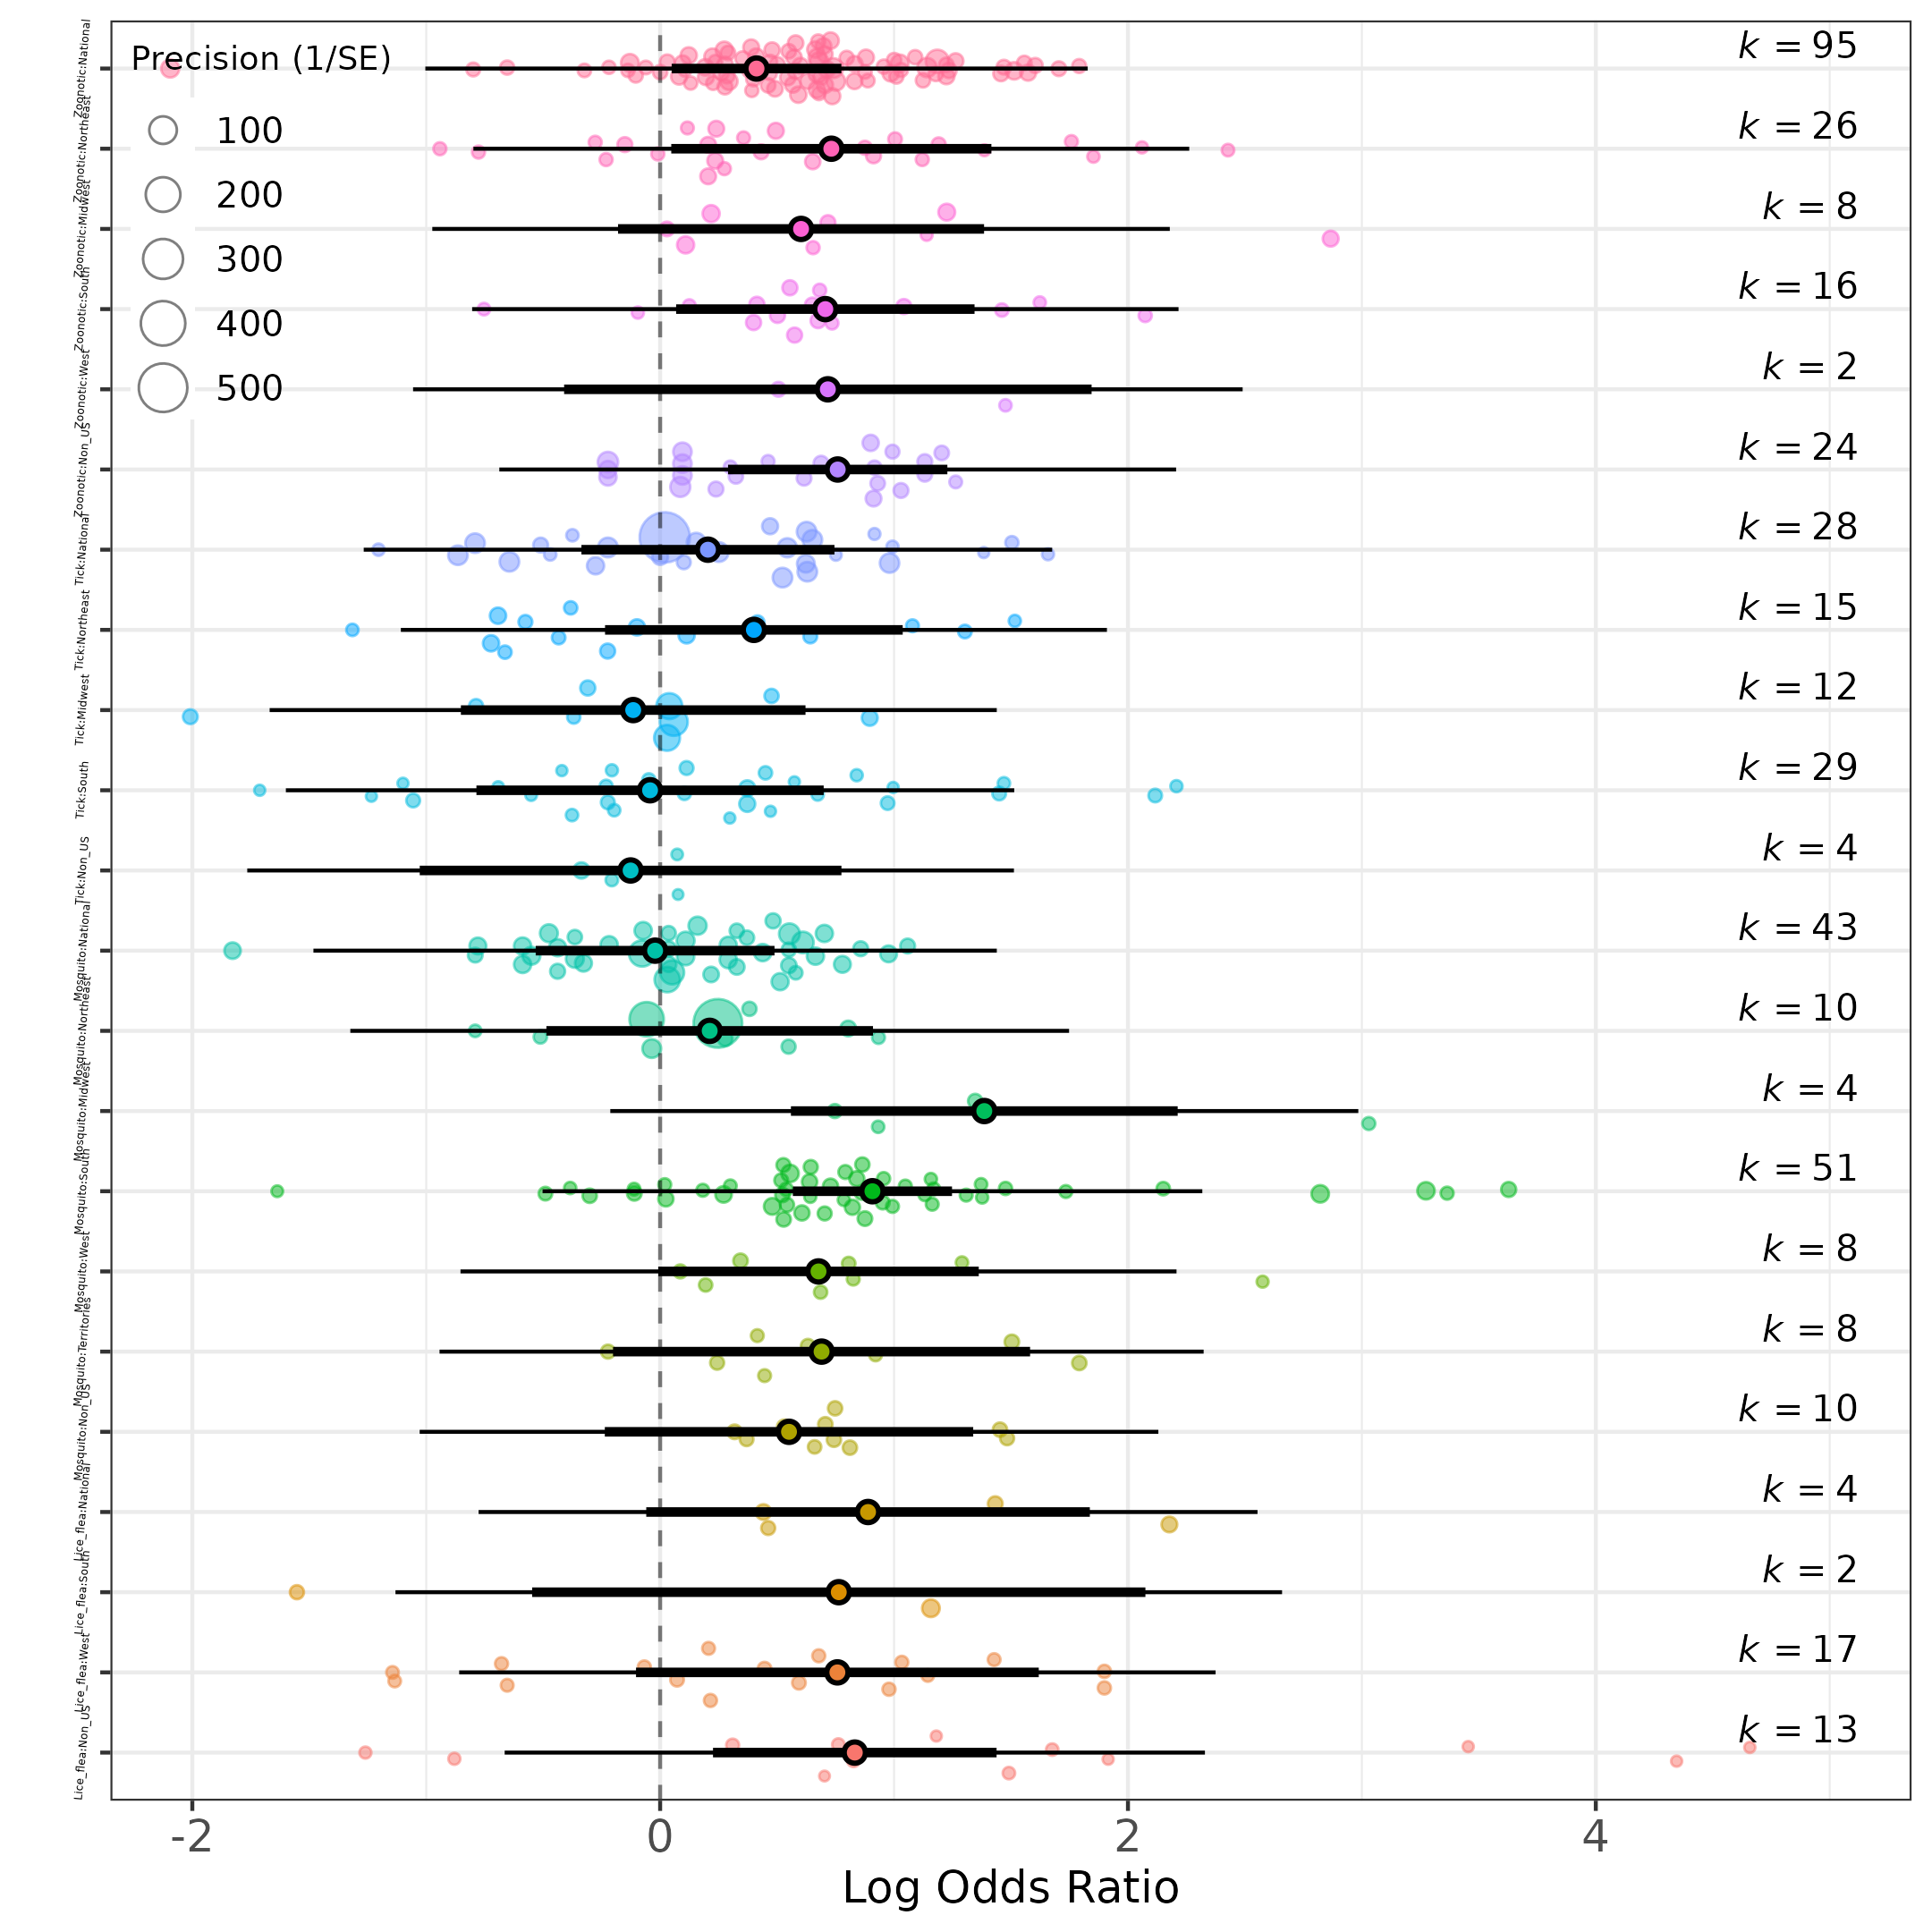 Precision (1/SE)
100
200
300
400
500
Zoonotic:National
k = 95
Zoonotic:Northeast
k = 26
Zoonotic:Midwest
k = 8
Zoonotic:South
k = 16
Zoonotic:West
k = 2
Zoonotic:Non_US
k = 24
Tick:National
k = 28
Tick:Northeast
k = 15
Tick:Midwest
k = 12
Tick:South
k = 29
Tick:Non_US
k = 4
Mosquito:National
k = 43
Mosquito:Northeast
k = 10
Mosquito:Midwest
k = 4
Mosquito:South
k = 51
Mosquito:West
k = 8
Mosquito:Territories
k = 8
Mosquito:Non_US
k = 10
Lice_flea:National
k = 4
Lice_flea:South
k = 2
Lice_flea:West
k = 17
Lice_flea:Non_US
k = 13
-2 0 2 4
Log Odds Ratio